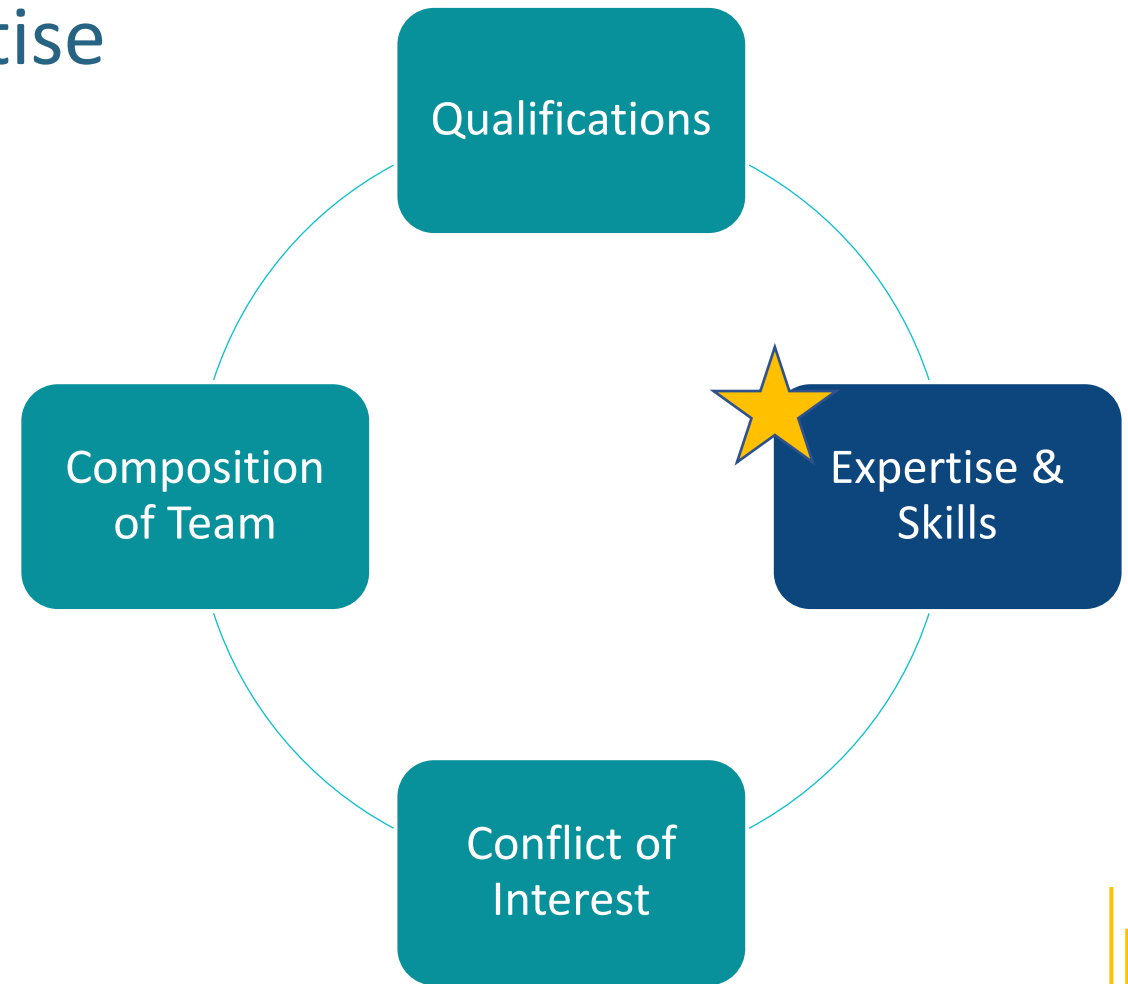 tise
Qualifications
Composition
of Team
Expertise &
Skills
Conflict of
Interest